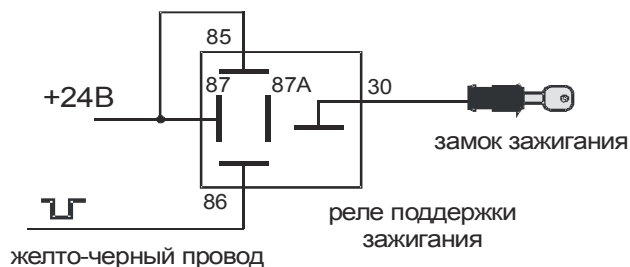 85
87
87A
30
+24В
замок зажигания
86
реле поддержки
зажигания
желто-черный провод